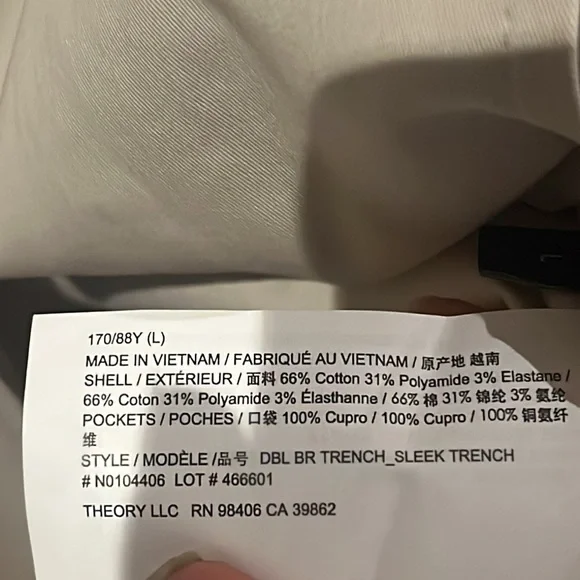 170/88Y (L)
MADE IN VIETNAM / FABRIQUÉ AU VIETNAM / 原产地 越南
SHELL / EXTÉRIEUR / 面料 66% Cotton 31% Polyamide 3% Elastane /
66% Coton 31% Polyamide 3% Élasthanne / 66% 棉 31% 锦纶 3% 氨纶
POCKETS / POCHES / 口袋 100% Cupro / 100% Cupro / 100% 铜氨纤
维
STYLE / MODÈLE /品号 DBL BR TRENCH_SLEEK TRENCH
# N0104406 LOT # 466601
THEORY LLC RN 98406 CA 39862
L